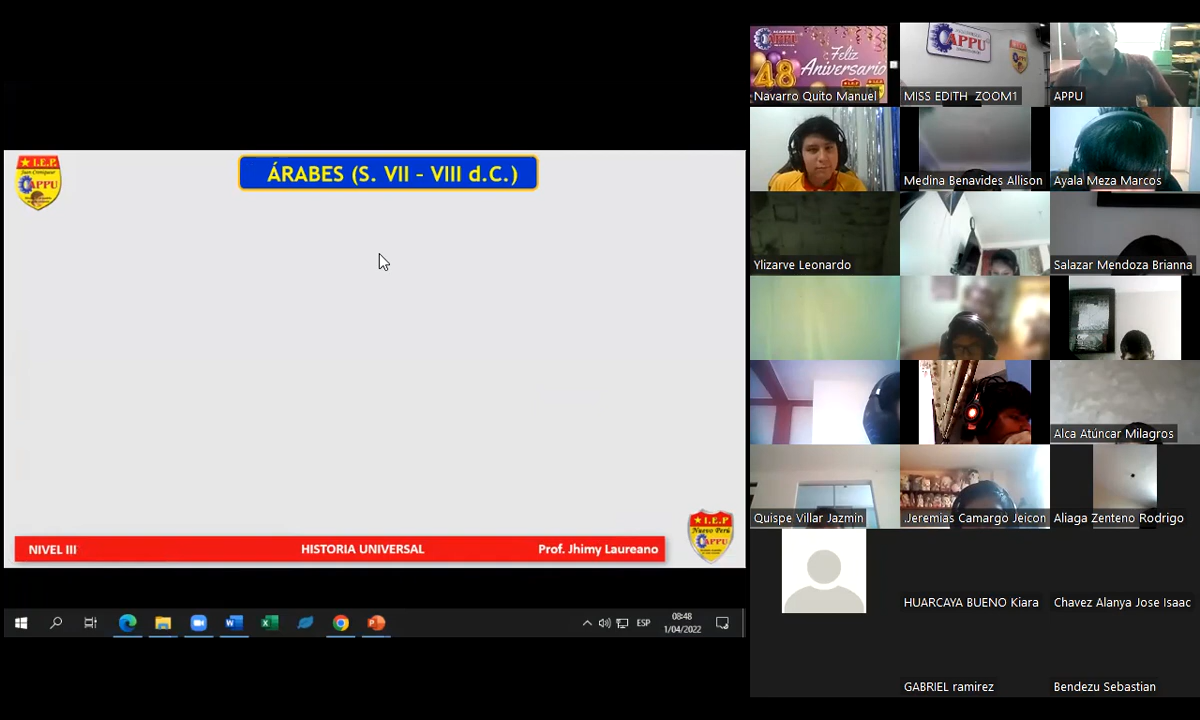 ÁRABES (S. VII - VIII d.C.)
★ I.E.P.
APPU
★ I.E.P
Nuevo Perú
APPU
NIVEL III
HISTORIA UNIVERSAL
Prof. Jhimy Laureano
ESP
08:48
1/04/2022
ACADEMIA
APPU
Feliz
48 Aniversario
Navarro Quito Manuel
APPU
MISS EDITH ZOOM1
APPU
Medina Benavides Allison
Ayala Meza Marcos
Ylizarve Leonardo
Salazar Mendoza Brianna
Alca Atúncar Milagros
Quispe Villar Jazmin
.Jeremias Camargo Jeicon
Aliaga Zenteno Rodrigo
HUARCAYA BUENO Kiara
Chavez Alanya Jose Isaac
GABRIEL ramirez
Bendezu Sebastian